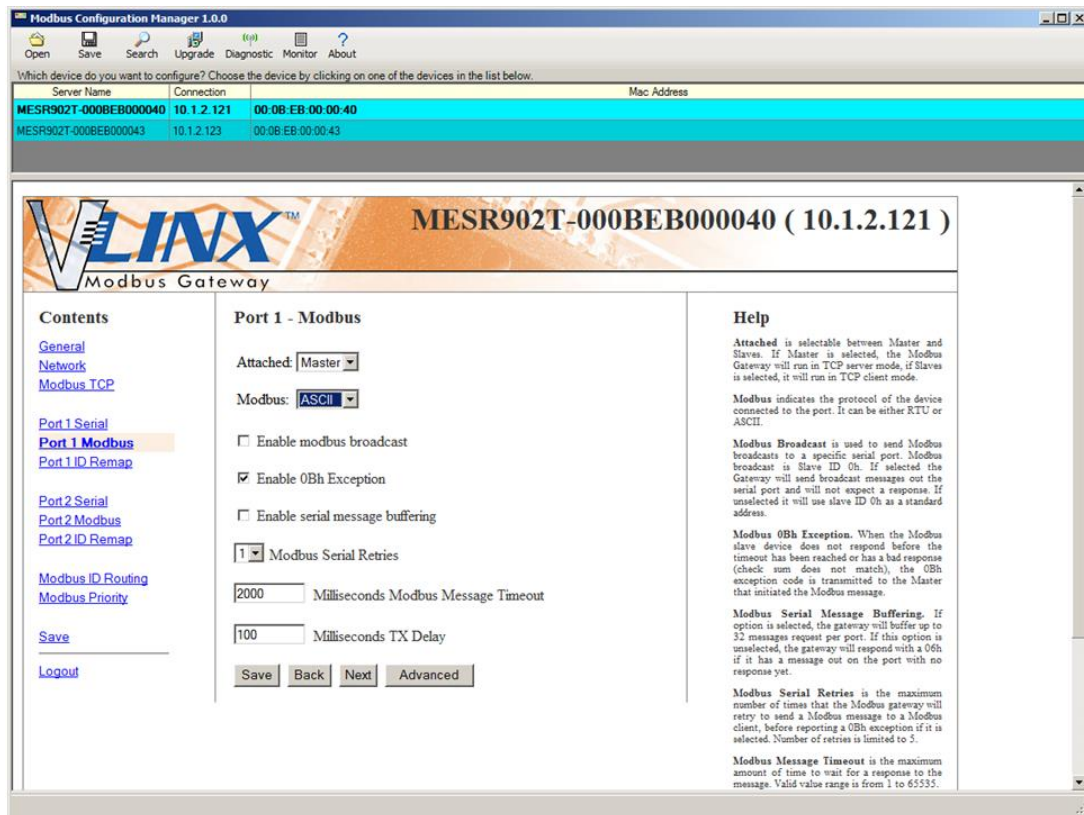 Modbus Configuration Manager 1.0.0
Open Save Search Upgrade Diagnostic Monitor About
Which device do you want to configure? Choose the device by clicking on one of the devices in the list below.
Server Name Connection Mac Address
MESR902T-000BEB000040 10.1.2.121 00:0B:EB:00:00:40
MESR902T-000BEB000043 10.1.2.123 00:0B:EB:00:00:43
VLINX™
Modbus Gateway
MESR902T-000BEB000040 ( 10.1.2.121 )
Contents
General
Network
Modbus TCP
Port 1 Serial
Port 1 Modbus
Port 1 ID Remap
Port 2 Serial
Port 2 Modbus
Port 2 ID Remap
Modbus ID Routing
Modbus Priority
Save
Logout
Port 1 - Modbus
Attached: Master
Modbus: ASCII
Enable modbus broadcast
Enable 0Bh Exception
Enable serial message buffering
1 Modbus Serial Retries
2000 Milliseconds Modbus Message Timeout
100 Milliseconds TX Delay
Save Back Next Advanced
Help
Attached is selectable between Master and
Slaves. If Master is selected, the Modbus
Gateway will run in TCP server mode, if Slaves
is selected, it will run in TCP client mode.
Modbus indicates the protocol of the device
connected to the port. It can be either RTU or
ASCII.
Modbus Broadcast is used to send Modbus
broadcasts to a specific serial port. Modbus
broadcast is Slave ID 0h. If selected the
Gateway will send broadcast messages out the
serial port and will not expect a response. If
unselected it will use slave ID 0h as a standard
address.
Modbus 0Bh Exception. When the Modbus
slave device does not respond before the
timeout has been reached or has a bad response
(check sum does not match), the 0Bh
exception code is transmitted to the Master
that initiated the Modbus message.
Modbus Serial Message Buffering. If
option is selected, the gateway will buffer up to
32 messages request per port. If this option is
unselected, the gateway will respond with a 06h
if it has a message out on the port with no
response yet.
Modbus Serial Retries is the maximum
number of times that the Modbus gateway will
retry to send a Modbus message to a Modbus
client, before reporting a 0Bh exception if it is
selected. Number of retries is limited to 5.
Modbus Message Timeout is the maximum
amount of time to wait for a response to the
message. Valid value range is from 1 to 65535.